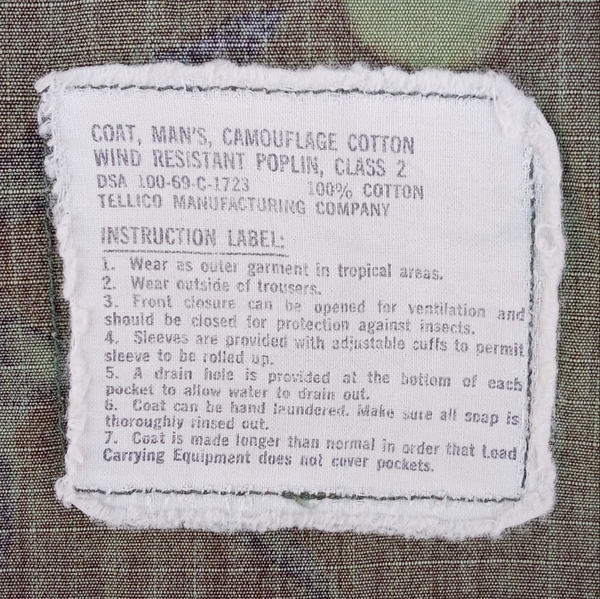 COAT, MAN'S, CAMOUFLAGE COTTON
WIND RESISTANT POPLIN, CLASS 2
DSA 100-69-C-1723 100% COTTON
TELLICO MANUFACTURING COMPANY
INSTRUCTION LABEL:
1. Wear as outer garment in tropical areas.
2. Wear outside of trousers.
3. Front closure can be opened for ventilation and
should be closed for protection against insects.
4. Sleeves are provided with adjustable cuffs to permit
sleeve to be rolled up.
5. A drain hole is provided at the bottom of each
pocket to allow water to drain out.
6. Coat can be hand laundered. Make sure all soap is
thoroughly rinsed out.
7. Coat is made longer than normal in order that Load
Carrying Equipment does not cover pockets.